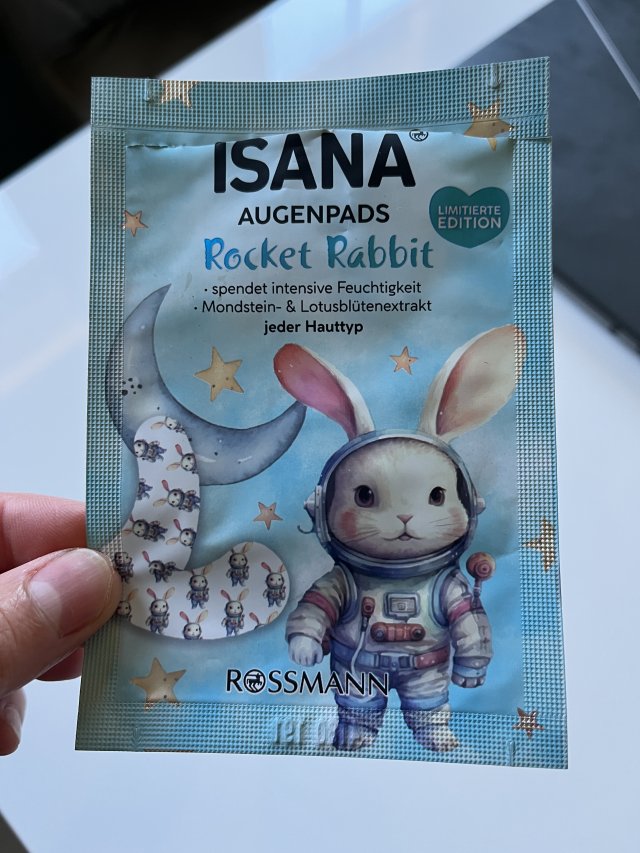 ISANA
AUGENPADS
LIMITIERTE
EDITION
Rocket Rabbit
· spendet intensive Feuchtigkeit
· Mondstein- & Lotusblütenextrakt
jeder Hauttyp
ROSSMANN